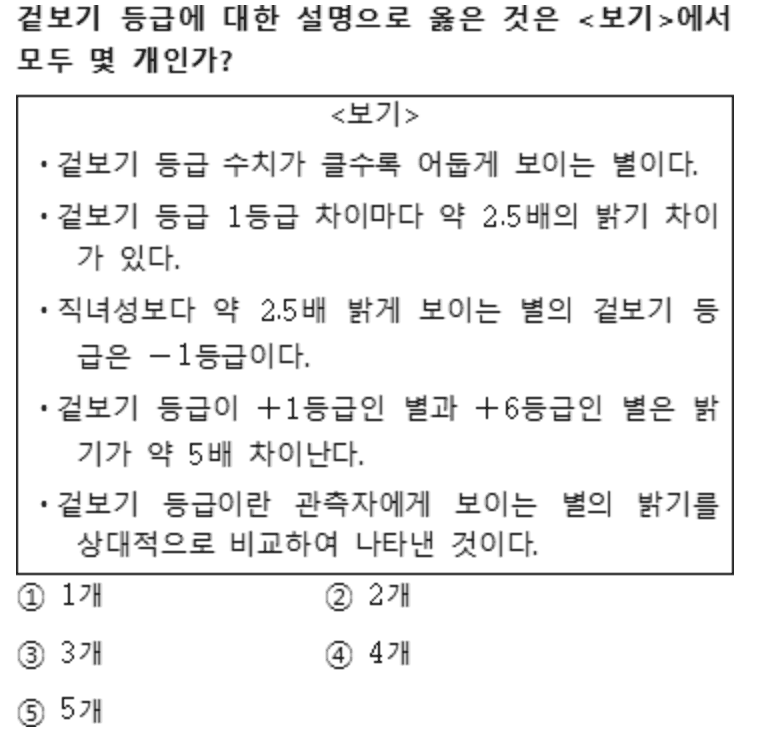 겉보기 등급에 대한 설명으로 옳은 것은 <보기>에서
모두 몇 개인가?
<보기>
・겉보기 등급 수치가 클수록 어둡게 보이는 별이다.
・겉보기 등급 1등급 차이마다 약 2.5배의 밝기 차이
가 있다.
・직녀성보다 약 2.5배 밝게 보이는 별의 겉보기 등
급은 －1등급이다.
・겉보기 등급이 ＋1등급인 별과 ＋6등급인 별은 밝
기가 약 5배 차이난다.
・겉보기 등급이란 관측자에게 보이는 별의 밝기를
상대적으로 비교하여 나타낸 것이다.
① 1개 ② 2개
③ 3개 ④ 4개
⑤ 5개